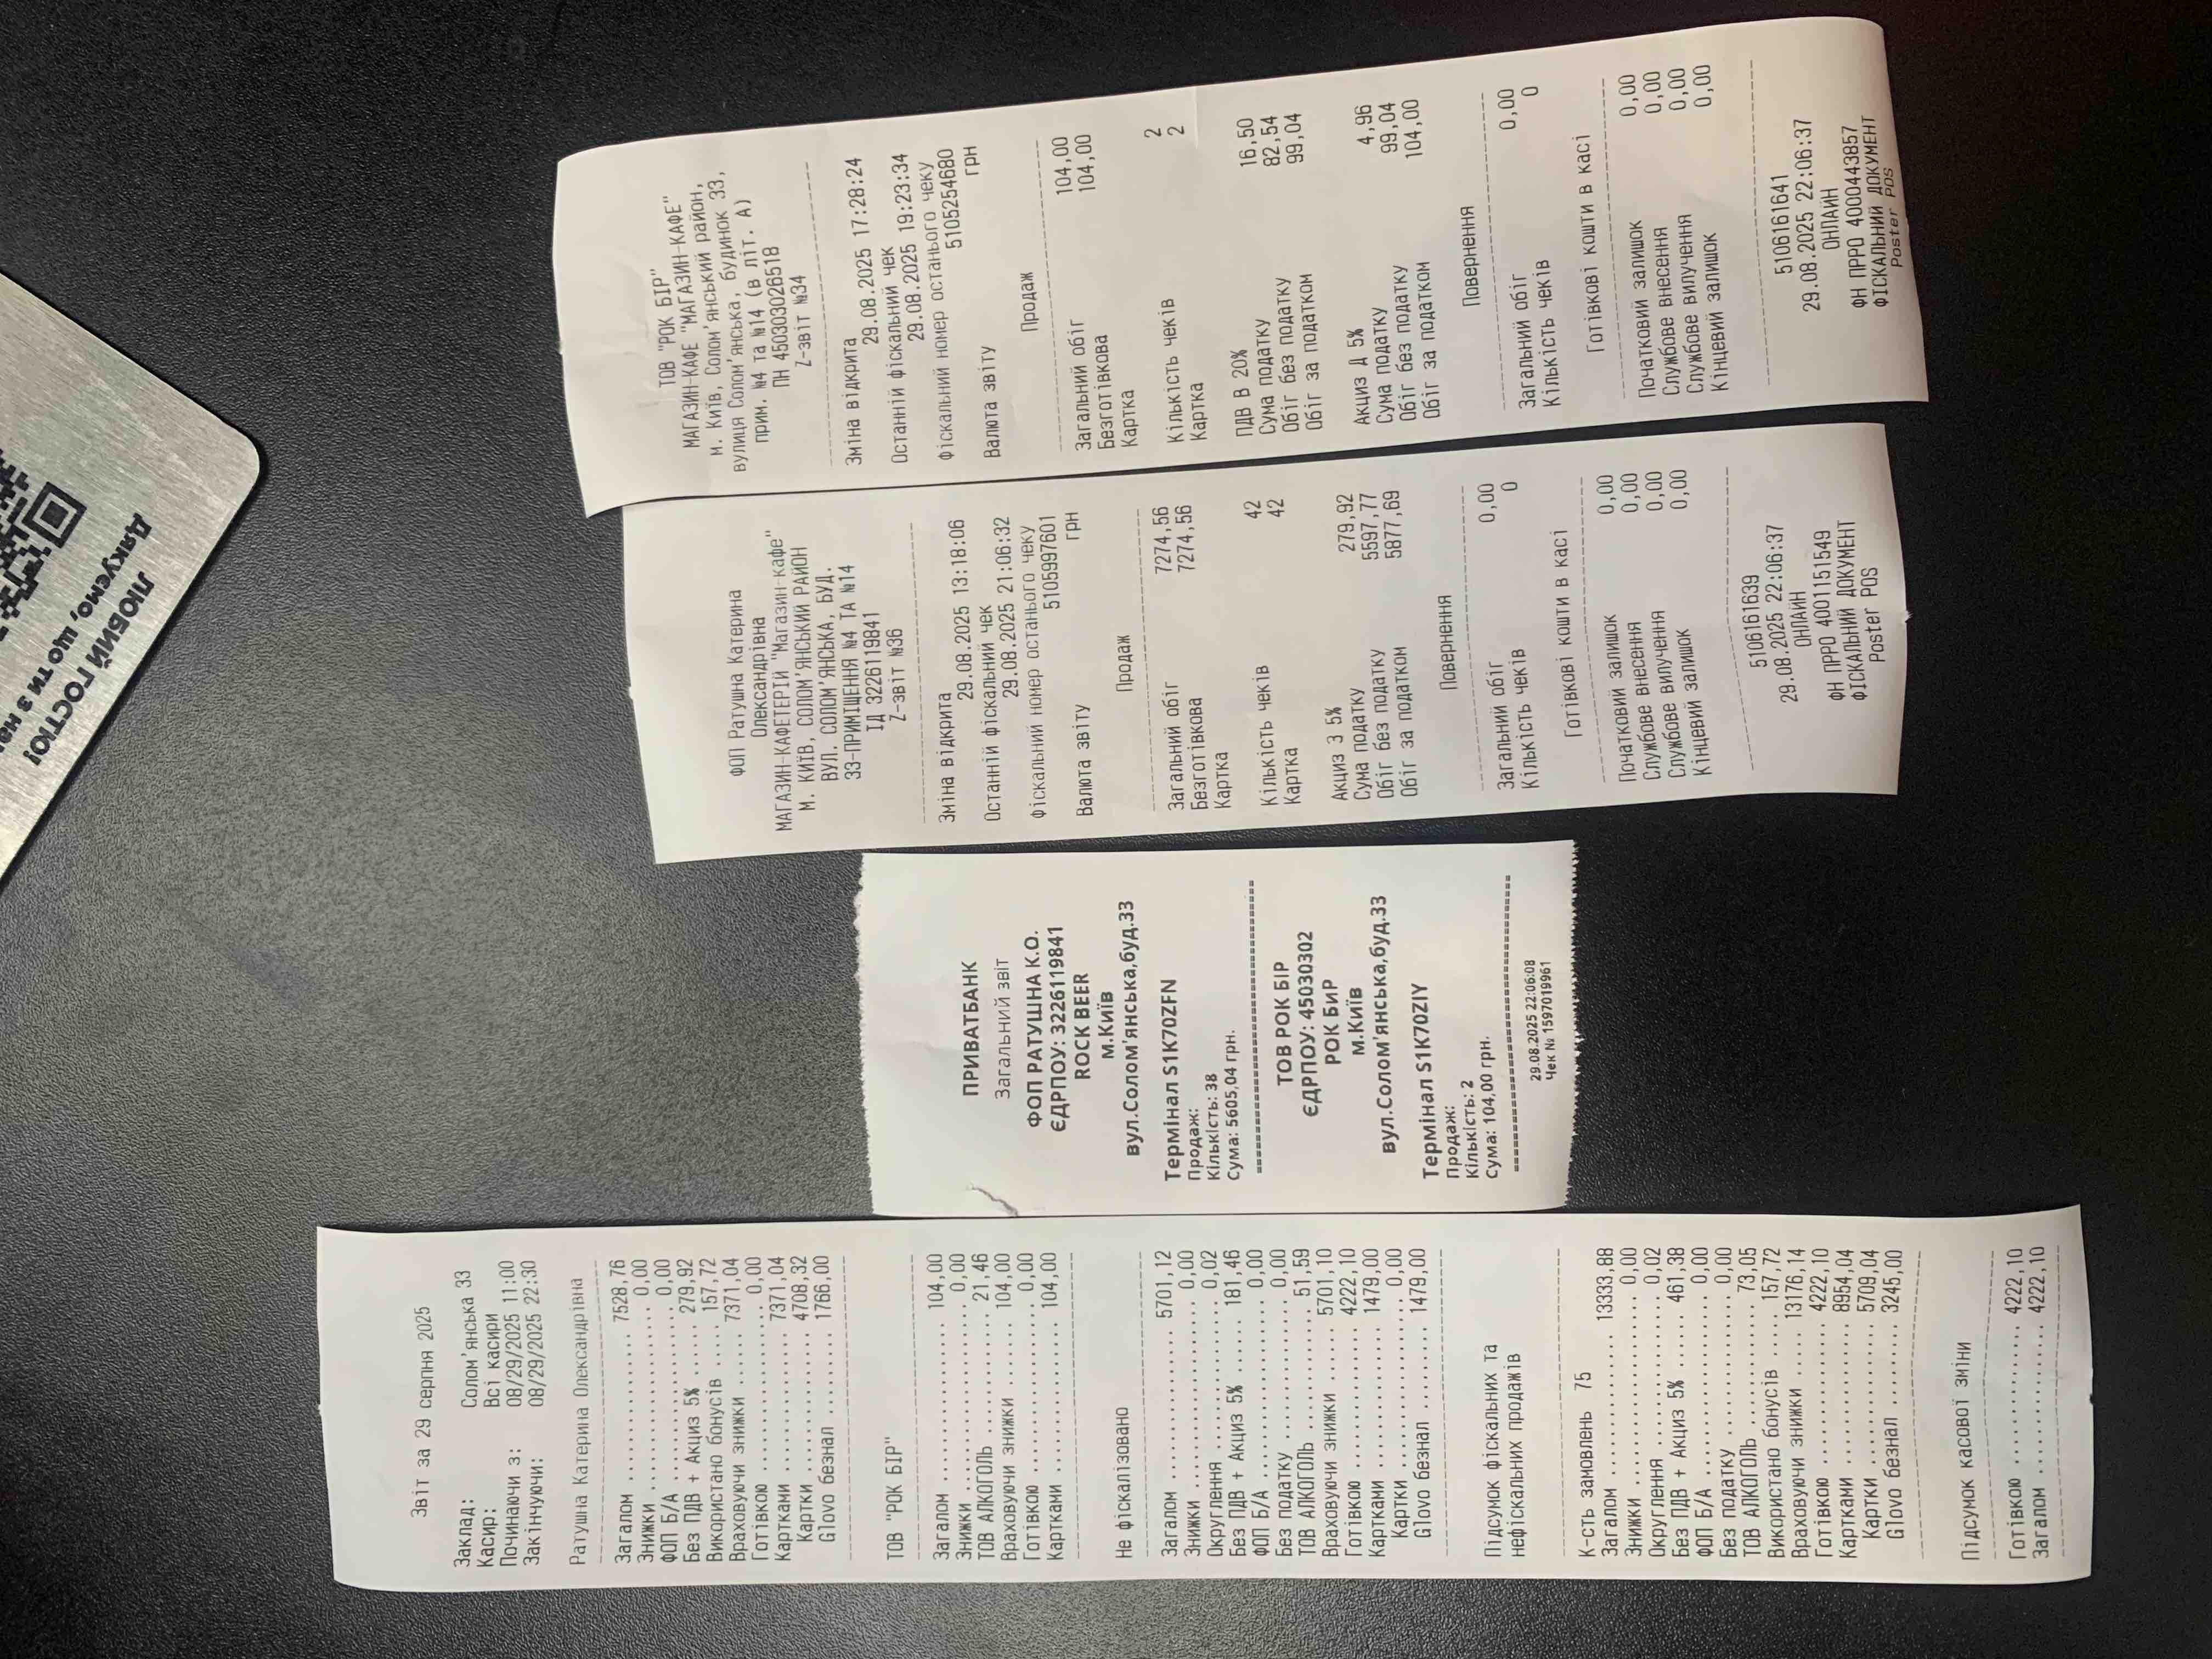 ЛЮБИЙ ГОСТЮ!
Дякуємо, що ти з
Звіт за 29 серпня 2025
Заклад: Солом'янська 33
Касир: Всі касири
Починаючи з: 08/29/2025 11:00
Закінчуючи: 08/29/2025 22:30
Ратушна Катерина Олександрівна
Загалом ................ 7528,76
Знижки .................... 0,00
ФОП Б/А ................... 0,00
Без ПДВ + Акциз 5% ...... 279,92
Використано бонусів ..... 157,72
Враховуючи знижки ...... 7371,04
Готівкою .................. 0,00
Картками ............... 7371,04
Картки ............... 4708,32
Glovo безнал ......... 1766,00
ТОВ "РОК БІР"
Загалом ................. 104,00
Знижки .................... 0,00
ТОВ АЛКОГОЛЬ ............. 21,46
Враховуючи знижки ....... 104,00
Готівкою .................. 0,00
Картками ................ 104,00
Не фіскалізовано
Загалом ................ 5701,12
Знижки .................... 0,00
Округлення ................ 0,02
Без ПДВ + Акциз 5% ...... 181,46
ФОП Б/А ................... 0,00
Без податку ............... 0,00
ТОВ АЛКОГОЛЬ ............. 51,59
Враховуючи знижки ...... 5701,10
Готівкою ............... 4222,10
Картками ............... 1479,00
Картки .................. 0,00
Glovo безнал ......... 1479,00
Підсумок фіскальних та
нефіскальних продажів
К-сть замовлень 75
Загалом ............... 13333,88
Знижки .................... 0,00
Округлення ................ 0,02
Без ПДВ + Акциз 5% ...... 461,38
ФОП Б/А ................... 0,00
Без податку ............... 0,00
ТОВ АЛКОГОЛЬ ............. 73,05
Використано бонусів ..... 157,72
Враховуючи знижки ..... 13176,14
Готівкою ............... 4222,10
Картками ............... 8954,04
Картки ............... 5709,04
Glovo безнал ......... 3245,00
Підсумок касової зміни
Готівкою ............... 4222,10
Загалом ................ 4222,10
ПРИВАТБАНК
Загальний звіт
ФОП РАТУШНА К.О.
ЄДРПОУ: 3226119841
ROCK BEER
м.Київ
вул.Солом'янська,буд.33
Термінал S1K70ZFN
Продаж:
Кількість: 38
Сума: 5605,04 грн.
====================================
ТОВ РОК БІР
ЄДРПОУ: 45030302
РОК БиР
м.Київ
вул.Солом'янська,буд.33
Термінал S1K70ZIY
Продаж:
Кількість: 2
Сума: 104,00 грн.
====================================
29.08.2025 22:06:08
Чек № 1597019961
ФОП Ратушна Катерина
Олександрівна
МАГАЗИН-КАФЕТЕРІЙ "Магазин-кафе"
М. КИЇВ, СОЛОМ'ЯНСЬКИЙ РАЙОН
ВУЛ. СОЛОМ'ЯНСЬКА, БУД.
33-ПРИМІЩЕННЯ №4 ТА №14
ІД 3226119841
Z-звіт №36
Зміна відкрита
29.08.2025 13:18:06
Останній фіскальний чек
29.08.2025 21:06:32
Фіскальний номер останього чеку
5105997601
Валюта звіту грн
Продаж
Загальний обіг 7274,56
Безготівкова 7274,56
Картка
Кількість чеків 42
Картка 42
Акциз З 5%
Сума податку 279,92
Обіг без податку 5597,77
Обіг за податком 5877,69
Повернення
Загальний обіг 0,00
Кількість чеків 0
Готівкові кошти в касі
Початковий залишок 0,00
Службове внесення 0,00
Службове вилучення 0,00
Кінцевий залишок 0,00
5106161639
29.08.2025 22:06:37
ОНЛАЙН
ФН ПРРО 4001151549
ФІСКАЛЬНИЙ ДОКУМЕНТ
Poster POS
ТОВ "РОК БІР"
МАГАЗИН-КАФЕ "МАГАЗИН-КАФЕ"
м. Київ, Солом'янський район,
вулиця Солом'янська, будинок 33,
прим. №4 та №14 (в літ. А)
ПН 450303026518
Z-звіт №34
Зміна відкрита
29.08.2025 17:28:24
Останній фіскальний чек
29.08.2025 19:23:34
Фіскальний номер останього чеку
5105254680
Валюта звіту грн
Продаж
Загальний обіг 104,00
Безготівкова 104,00
Картка
Кількість чеків 2
Картка 2
ПДВ В 20%
Сума податку 16,50
Обіг без податку 82,54
Обіг за податком 99,04
Акциз Д 5%
Сума податку 4,96
Обіг без податку 99,04
Обіг за податком 104,00
Повернення
Загальний обіг 0,00
Кількість чеків 0
Готівкові кошти в касі
Початковий залишок 0,00
Службове внесення 0,00
Службове вилучення 0,00
Кінцевий залишок 0,00
5106161641
29.08.2025 22:06:37
ОНЛАЙН
ФН ПРРО 4000443857
ФІСКАЛЬНИЙ ДОКУМЕНТ
Poster POS